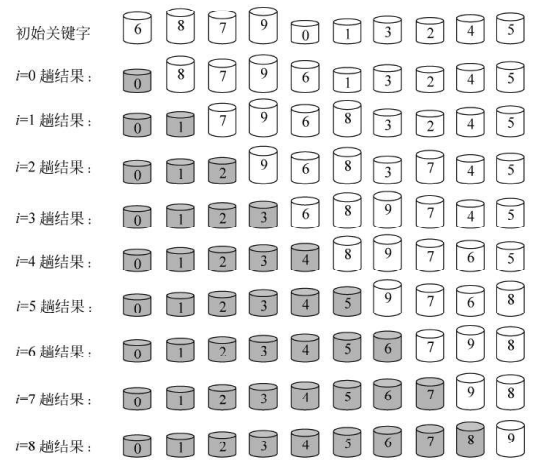 初始关键字 6 8 7 9 0 1 3 2 4 5
i=0 趟结果： 0 8 7 9 6 1 3 2 4 5
i=1 趟结果： 0 1 7 9 6 8 3 2 4 5
i=2 趟结果： 0 1 2 9 6 8 3 7 4 5
i=3 趟结果： 0 1 2 3 6 8 9 7 4 5
i=4 趟结果： 0 1 2 3 4 8 9 7 6 5
i=5 趟结果： 0 1 2 3 4 5 9 7 6 8
i=6 趟结果： 0 1 2 3 4 5 6 7 9 8
i=7 趟结果： 0 1 2 3 4 5 6 7 9 8
i=8 趟结果： 0 1 2 3 4 5 6 7 8 9